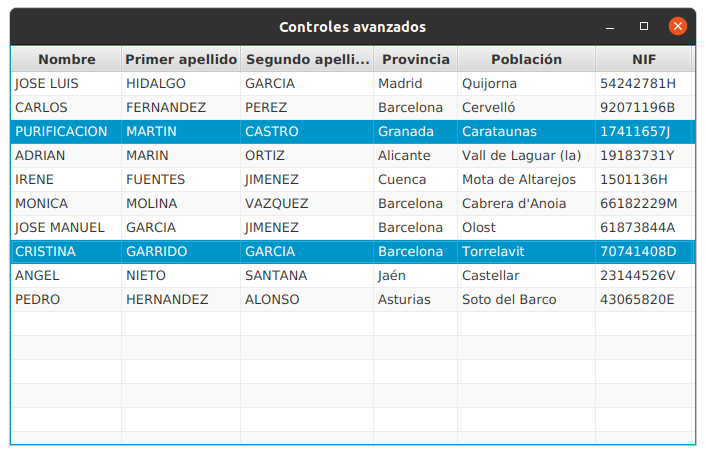 Controles avanzados
Nombre Primer apellido Segundo apelli... Provincia Población NIF
JOSE LUIS HIDALGO GARCIA Madrid Quijorna 54242781H
CARLOS FERNANDEZ PEREZ Barcelona Cervelló 92071196B
PURIFICACION MARTIN CASTRO Granada Carataunas 17411657J
ADRIAN MARIN ORTIZ Alicante Vall de Laguar (la) 19183731Y
IRENE FUENTES JIMENEZ Cuenca Mota de Altarejos 1501136H
MONICA MOLINA VAZQUEZ Barcelona Cabrera d'Anoia 66182229M
JOSE MANUEL GARCIA JIMENEZ Barcelona Olost 61873844A
CRISTINA GARRIDO GARCIA Barcelona Torrelavit 70741408D
ANGEL NIETO SANTANA Jaén Castellar 23144526V
PEDRO HERNANDEZ ALONSO Asturias Soto del Barco 43065820E